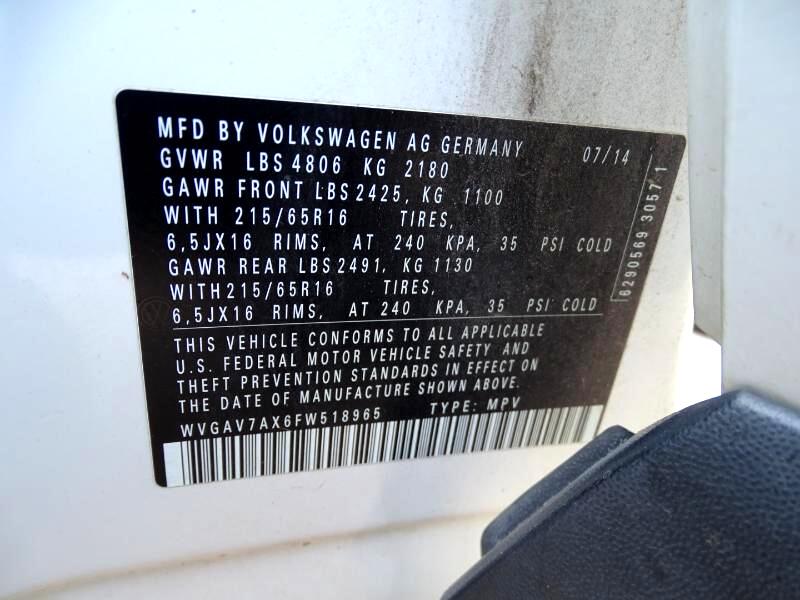 MFD BY VOLKSWAGEN AG GERMANY 07/14
GVWR LBS 4806 KG 2180
GAWR FRONT LBS 2425, KG 1100
WITH 215/65R16 TIRES,
6,5JX16 RIMS, AT 240 KPA, 35 PSI COLD
GAWR REAR LBS 2491, KG 1130
WITH 215/65R16 TIRES,
6,5JX16 RIMS, AT 240 KPA, 35 PSI COLD
THIS VEHICLE CONFORMS TO ALL APPLICABLE
U.S. FEDERAL MOTOR VEHICLE SAFETY AND
THEFT PREVENTION STANDARDS IN EFFECT ON
THE DATE OF MANUFACTURE SHOWN ABOVE.
WVGAV7AX6FW518965 TYPE: MPV
6290569 3057 1